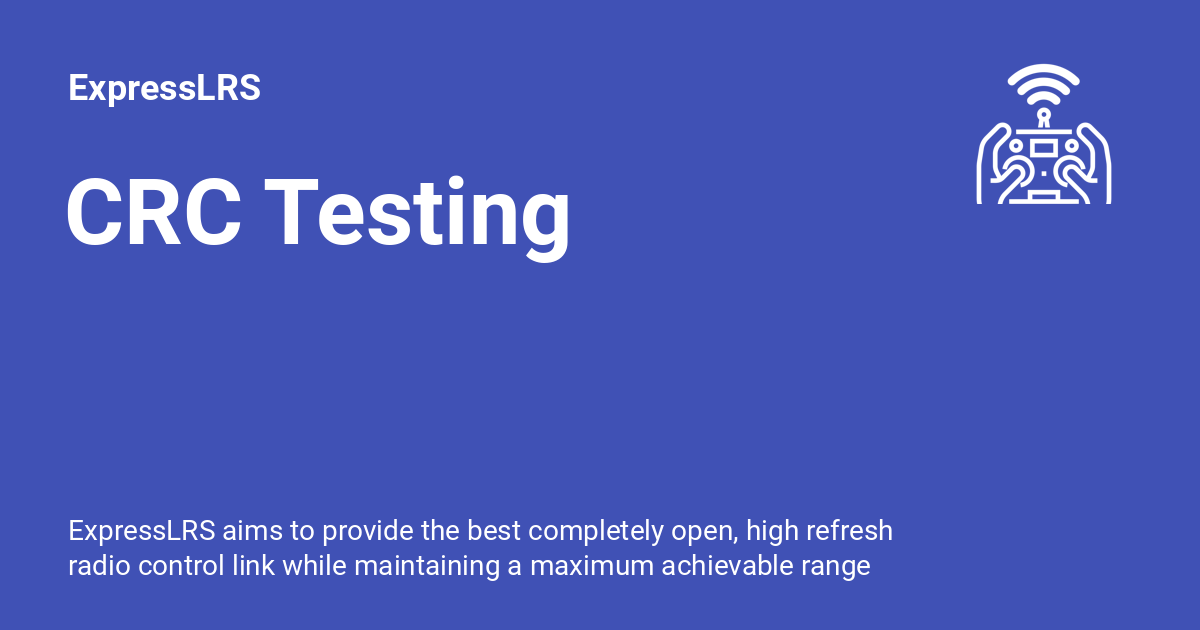 ExpressLRS
CRC Testing
ExpressLRS aims to provide the best completely open, high refresh
radio control link while maintaining a maximum achievable range